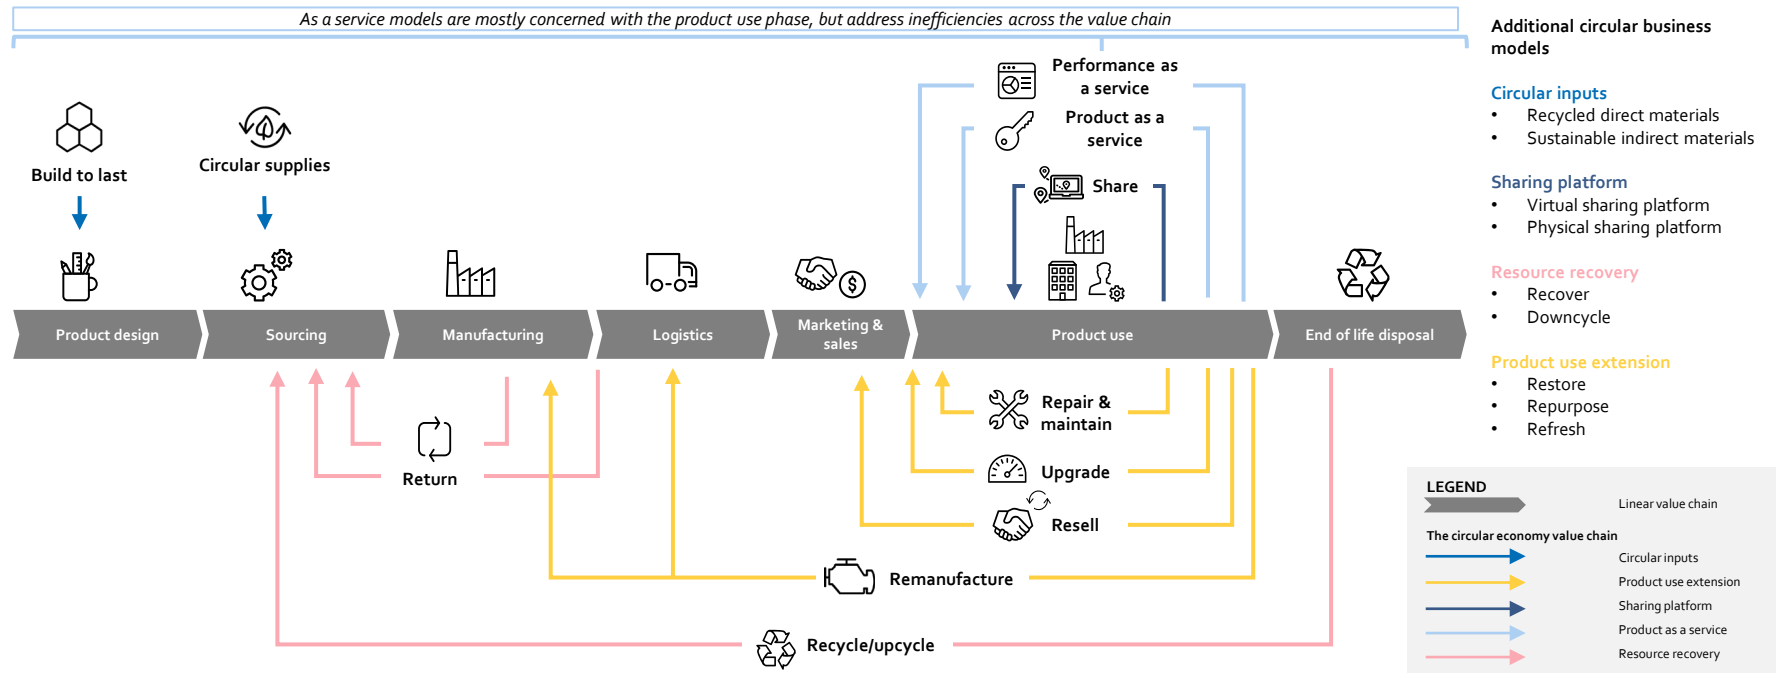 As a service models are mostly concerned with the product use phase, but address inefficiencies across the value chain
Performance as
a service
Product as a
service
Share
Build to last
Circular supplies
$
Product design
Sourcing
Manufacturing
Logistics
Marketing &
sales
Product use
End of life disposal
Repair &
maintain
Return
Upgrade
Resell
Remanufacture
Recycle/upcycle
Additional circular business
models
Circular inputs
• Recycled direct materials
• Sustainable indirect materials
Sharing platform
• Virtual sharing platform
• Physical sharing platform
Resource recovery
• Recover
• Downcycle
Product use extension
• Restore
• Repurpose
• Refresh
LEGEND
Linear value chain
The circular economy value chain
Circular inputs
Product use extension
Sharing platform
Product as a service
Resource recovery